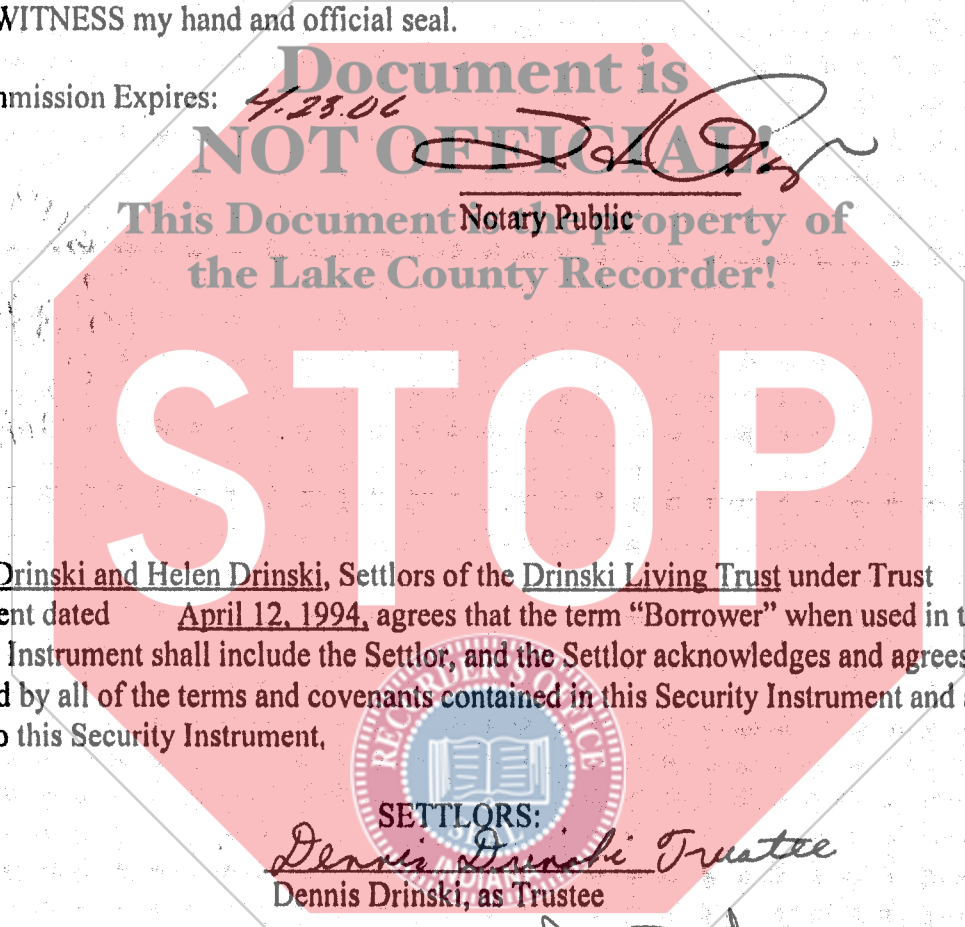 WITNESS my hand and official seal.
Document is
mmission Expires: 4.23.06
NOT OFFICIAL!
This Document is the property of
Notary Public
the Lake County Recorder!
STOP
Drinski and Helen Drinski, Settlors of the Drinski Living Trust under Trust
ent dated April 12, 1994, agrees that the term “Borrower” when used in t
Instrument shall include the Settlor, and the Settlor acknowledges and agrees
d by all of the terms and covenants contained in this Security Instrument and
o this Security Instrument.
RECORDER'S OFFICE
SETTLORS:
Dennis Drinski Trustee
INDIANA
Dennis Drinski, as Trustee